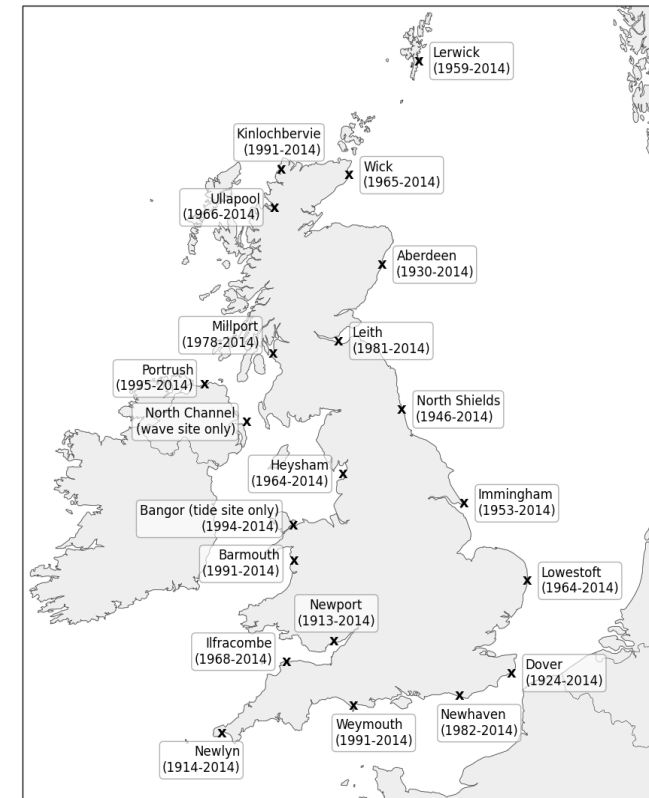 Lerwick
(1959-2014)
Kinlochbervie
(1991-2014)
Wick
(1965-2014)
Ullapool
(1966-2014)
Aberdeen
(1930-2014)
Millport
(1978-2014)
Leith
(1981-2014)
Portrush
(1995-2014)
North Channel
(wave site only)
North Shields
(1946-2014)
Heysham
(1964-2014)
Immingham
(1953-2014)
Bangor (tide site only)
(1994-2014)
Barmouth
(1991-2014)
Lowestoft
(1964-2014)
Newport
(1913-2014)
Ilfracombe
(1968-2014)
Dover
(1924-2014)
Newhaven
(1982-2014)
Weymouth
(1991-2014)
Newlyn
(1914-2014)